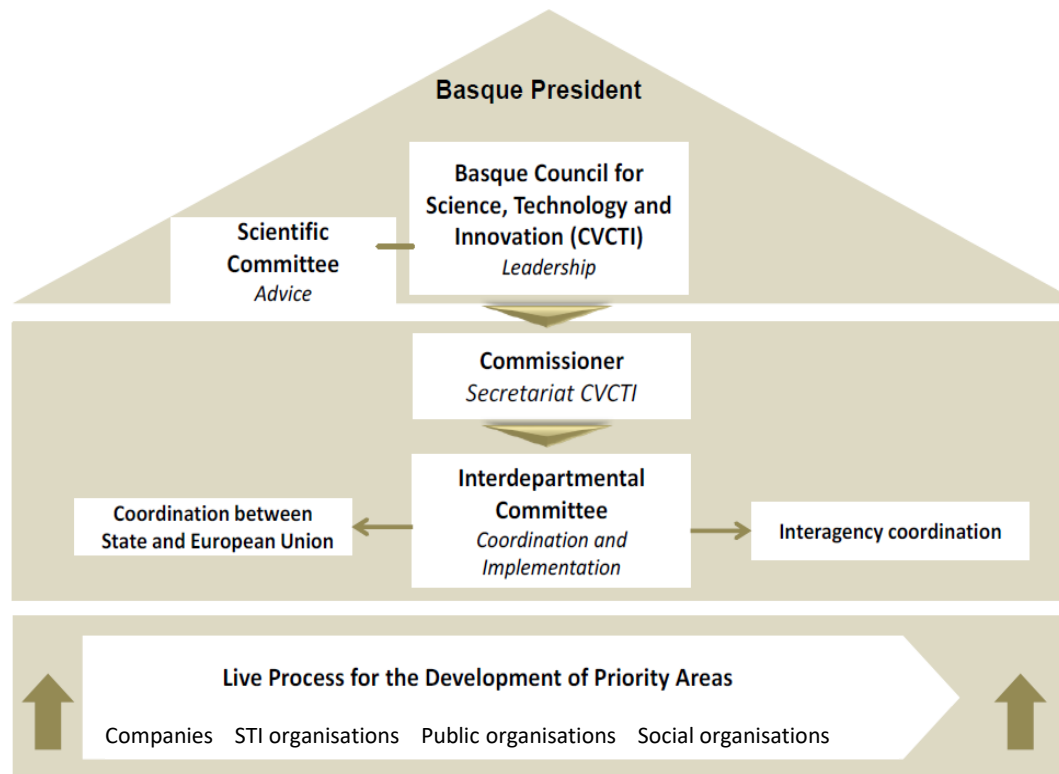 Basque President
Basque Council for
Science, Technology and
Innovation (CVCTI)
Leadership
Scientific
Committee
Advice
Commissioner
Secretariat CVCTI
Interdepartmental
Committee
Coordination and
Implementation
Coordination between
State and European Union
Interagency coordination
Live Process for the Development of Priority Areas
Companies STI organisations Public organisations Social organisations